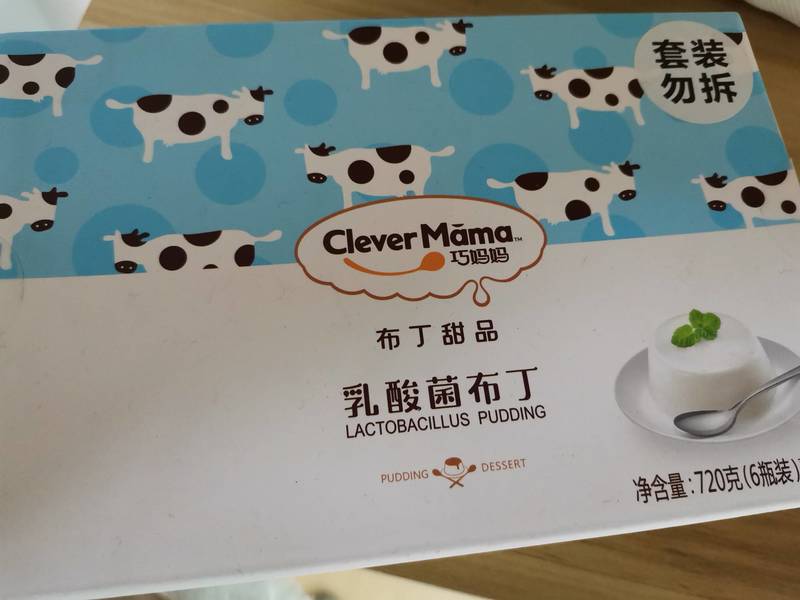 套装
勿拆
Clever Māma™
巧妈妈
布丁甜品
乳酸菌布丁
LACTOBACILLUS PUDDING
PUDDING DESSERT
净含量:720克(6瓶装)